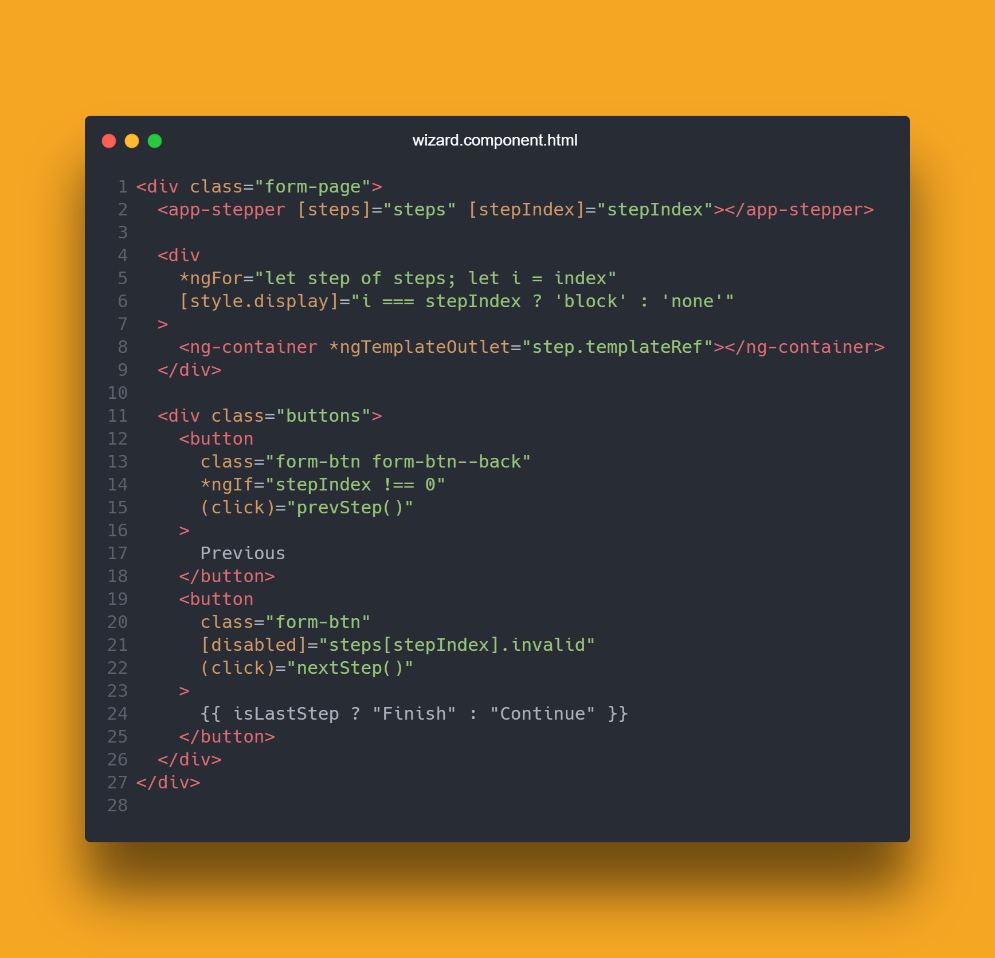 wizard.component.html
1 <div class="form-page">
2   <app-stepper [steps]="steps" [stepIndex]="stepIndex"></app-stepper>
3
4   <div
5     *ngFor="let step of steps; let i = index"
6     [style.display]="i === stepIndex ? 'block' : 'none'"
7   >
8     <ng-container *ngTemplateOutlet="step.templateRef"></ng-container>
9   </div>
10
11   <div class="buttons">
12     <button
13       class="form-btn form-btn--back"
14       *ngIf="stepIndex !== 0"
15       (click)="prevStep()"
16     >
17       Previous
18     </button>
19     <button
20       class="form-btn"
21       [disabled]="steps[stepIndex].invalid"
22       (click)="nextStep()"
23     >
24       {{ isLastStep ? "Finish" : "Continue" }}
25     </button>
26   </div>
27 </div>
28